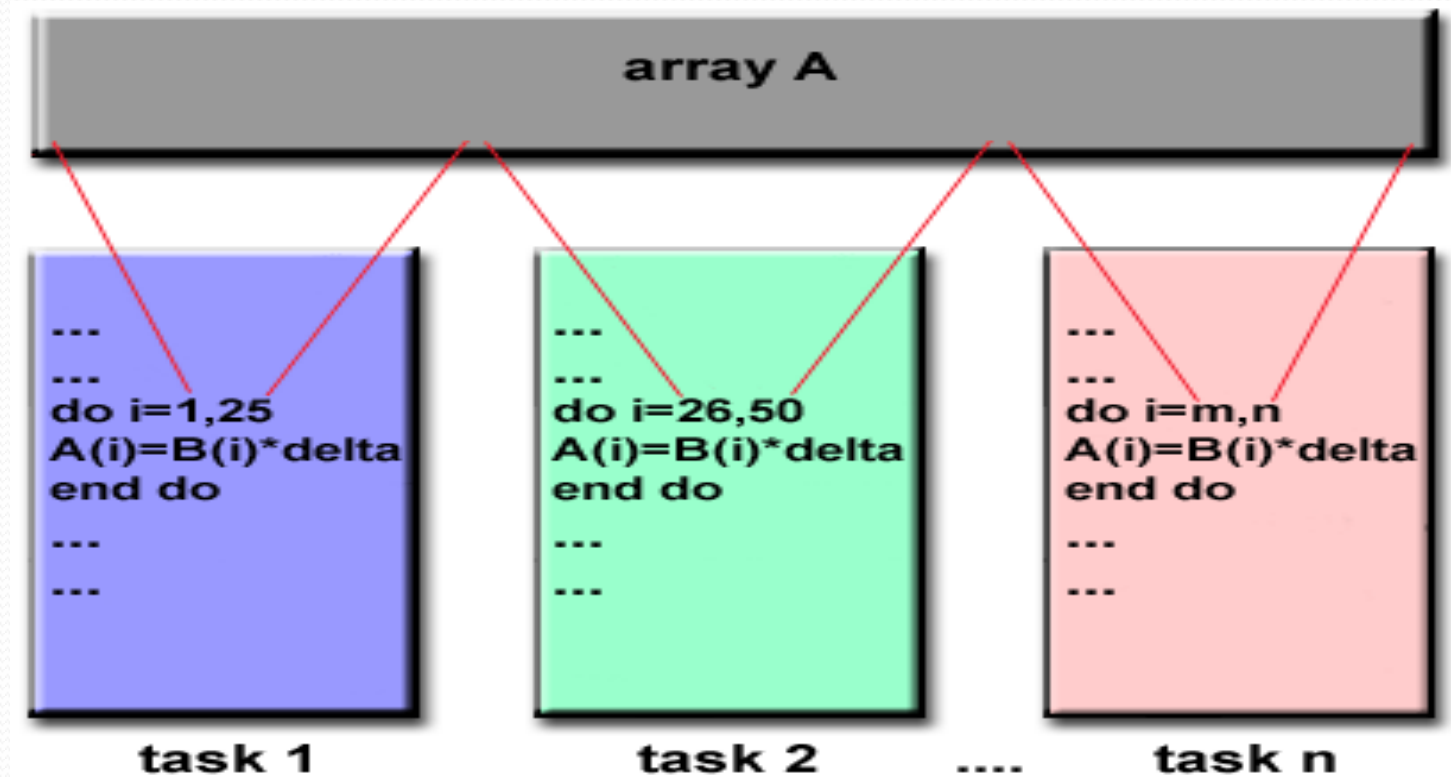 array A
---
---
do i=1,25
A(i)=B(i)*delta
end do
---
---
---
---
do i=26,50
A(i)=B(i)*delta
end do
---
---
---
---
do i=m,n
A(i)=B(i)*delta
end do
---
---
task 1 task 2 .... task n